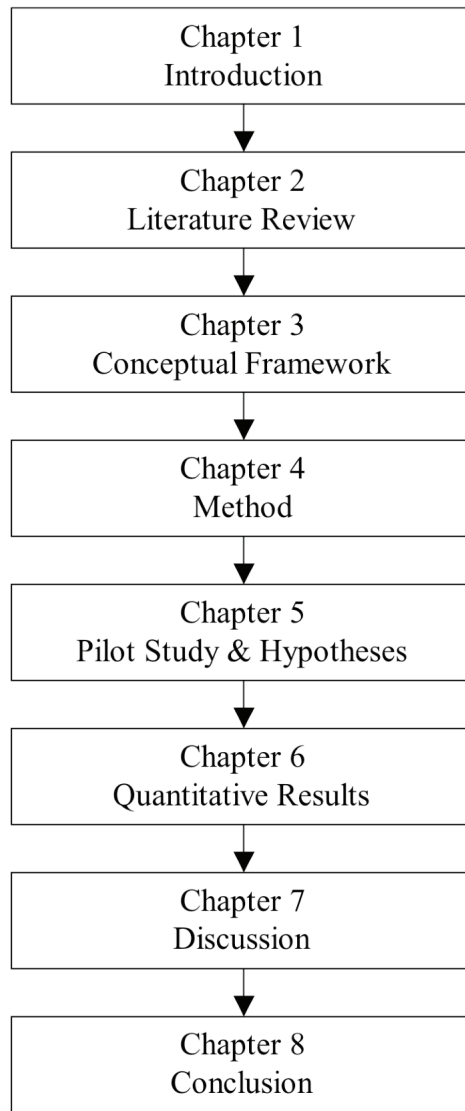 Chapter 1
Introduction
Chapter 2
Literature Review
Chapter 3
Conceptual Framework
Chapter 4
Method
Chapter 5
Pilot Study & Hypotheses
Chapter 6
Quantitative Results
Chapter 7
Discussion
Chapter 8
Conclusion